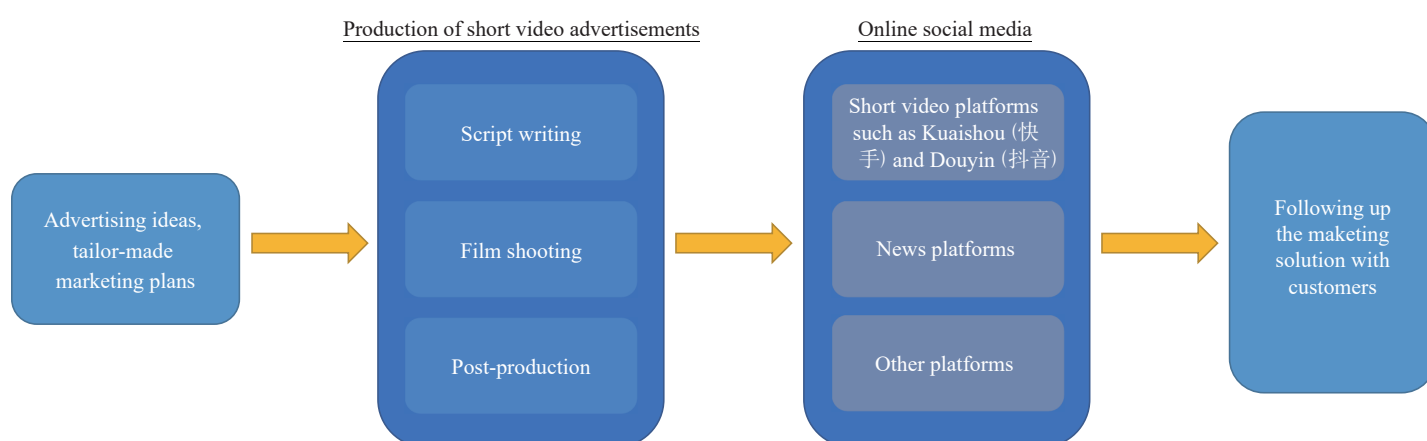 Production of short video advertisements
Online social media
Advertising ideas,
tailor-made
marketing plans
Script writing
Film shooting
Post-production
Short video platforms
such as Kuaishou (快
手) and Douyin (抖音)
News platforms
Other platforms
Following up
the maketing
solution with
customers